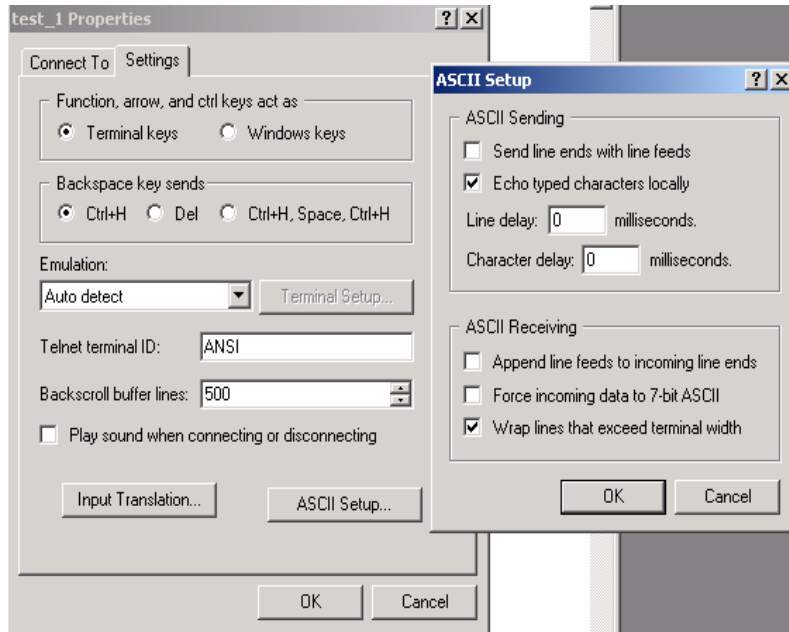 test_1 Properties
Connect To Settings
Function, arrow, and ctrl keys act as
Terminal keys Windows keys
Backspace key sends
Ctrl+H Del Ctrl+H, Space, Ctrl+H
Emulation:
Auto detect Terminal Setup...
Telnet terminal ID: ANSI
Backscroll buffer lines: 500
Play sound when connecting or disconnecting
Input Translation... ASCII Setup...
OK Cancel
ASCII Setup
ASCII Sending
Send line ends with line feeds
Echo typed characters locally
Line delay: 0 milliseconds.
Character delay: 0 milliseconds.
ASCII Receiving
Append line feeds to incoming line ends
Force incoming data to 7-bit ASCII
Wrap lines that exceed terminal width
OK Cancel